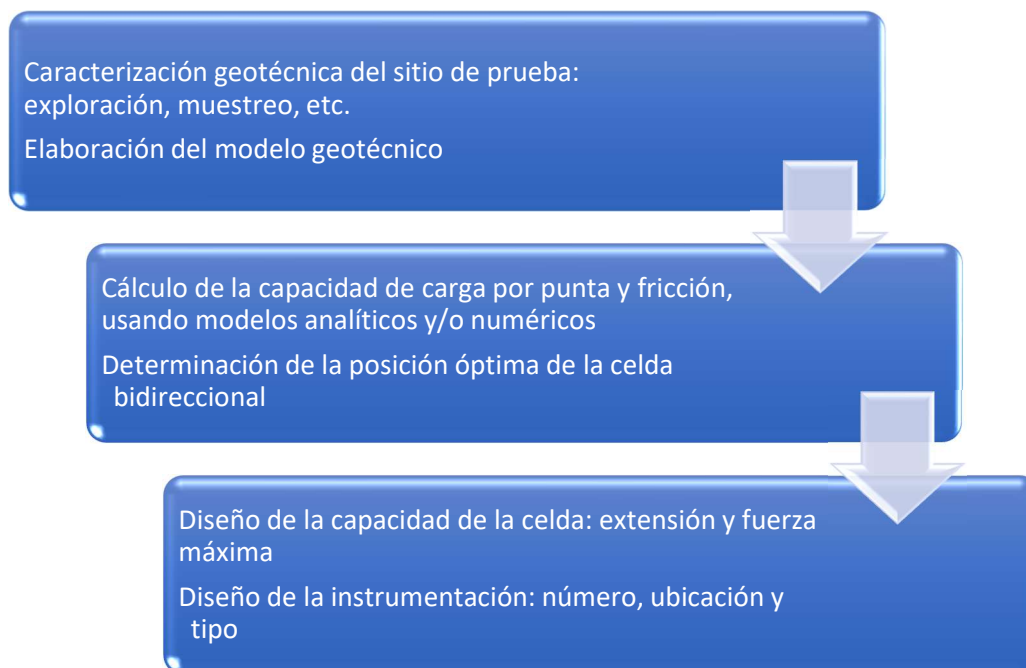 Caracterización geotécnica del sitio de prueba:
exploración, muestreo, etc.
Elaboración del modelo geotécnico
Cálculo de la capacidad de carga por punta y fricción,
usando modelos analíticos y/o numéricos
Determinación de la posición óptima de la celda
bidireccional
Diseño de la capacidad de la celda: extensión y fuerza
máxima
Diseño de la instrumentación: número, ubicación y
tipo